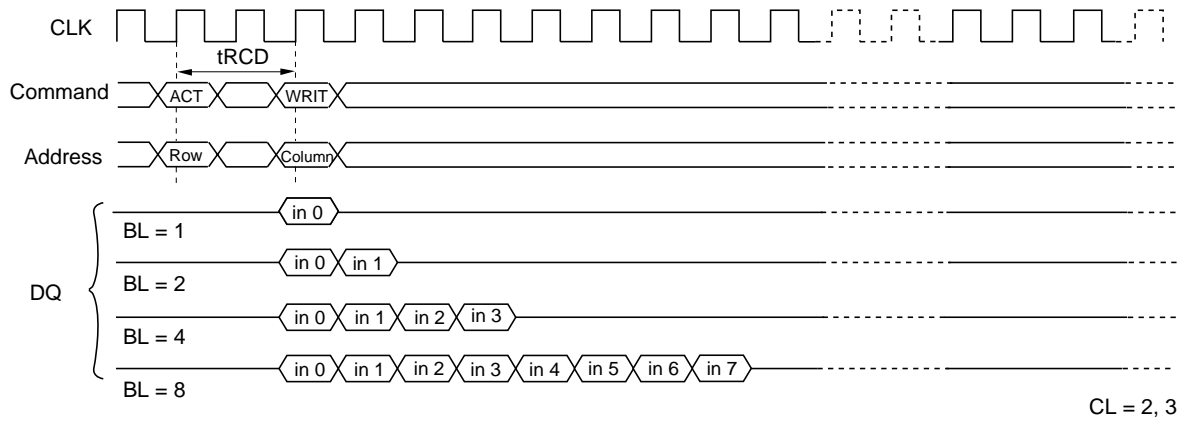 CLK
tRCD
Command ACT WRIT
Address Row Column
in 0
BL = 1
in 0 in 1
BL = 2
DQ
in 0 in 1 in 2 in 3
BL = 4
in 0 in 1 in 2 in 3 in 4 in 5 in 6 in 7
BL = 8
CL = 2, 3